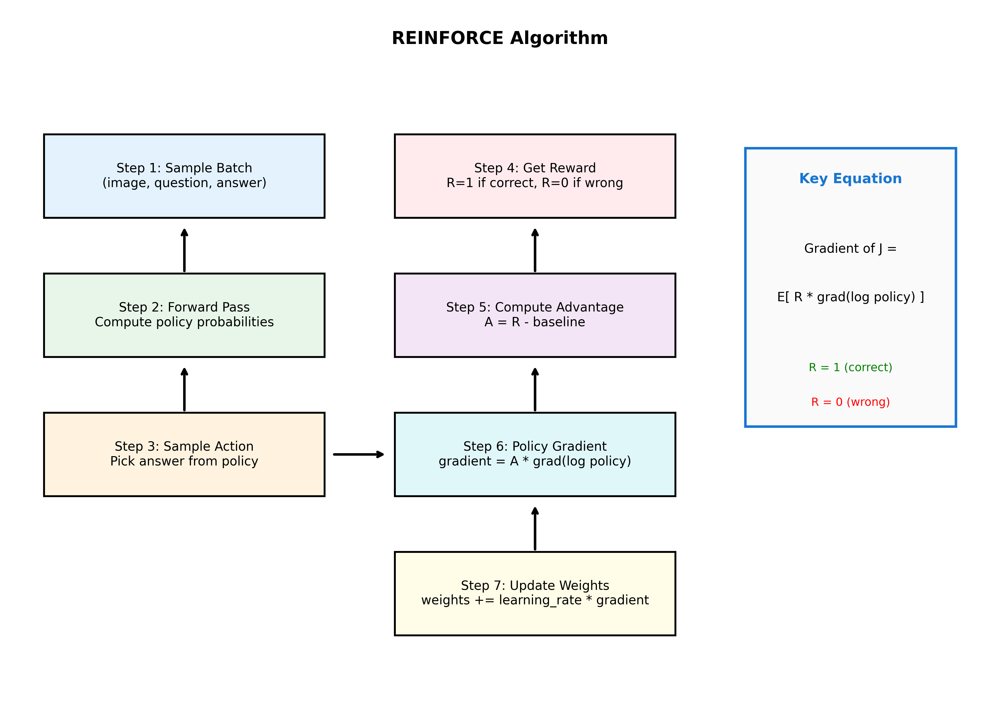 REINFORCE Algorithm
Step 1: Sample Batch
(image, question, answer)
Step 2: Forward Pass
Compute policy probabilities
Step 3: Sample Action
Pick answer from policy
Step 4: Get Reward
R=1 if correct, R=0 if wrong
Step 5: Compute Advantage
A = R - baseline
Step 6: Policy Gradient
gradient = A * grad(log policy)
Step 7: Update Weights
weights += learning_rate * gradient
Key Equation
Gradient of J =
E[ R * grad(log policy) ]
R = 1 (correct)
R = 0 (wrong)